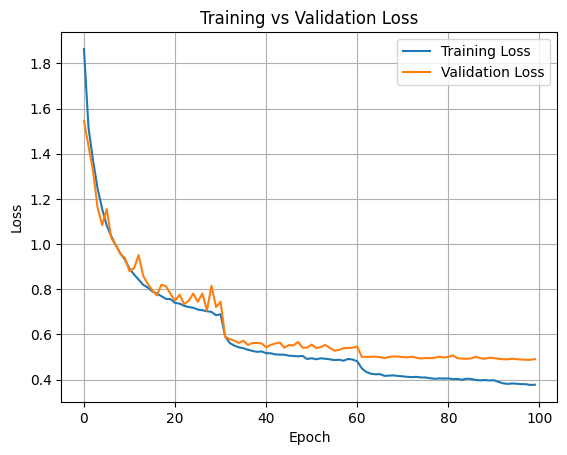 Training vs Validation Loss
Training Loss
Validation Loss
1.8
1.6
1.4
1.2
1.0
0.8
0.6
0.4
Loss
0 20 40 60 80 100
Epoch